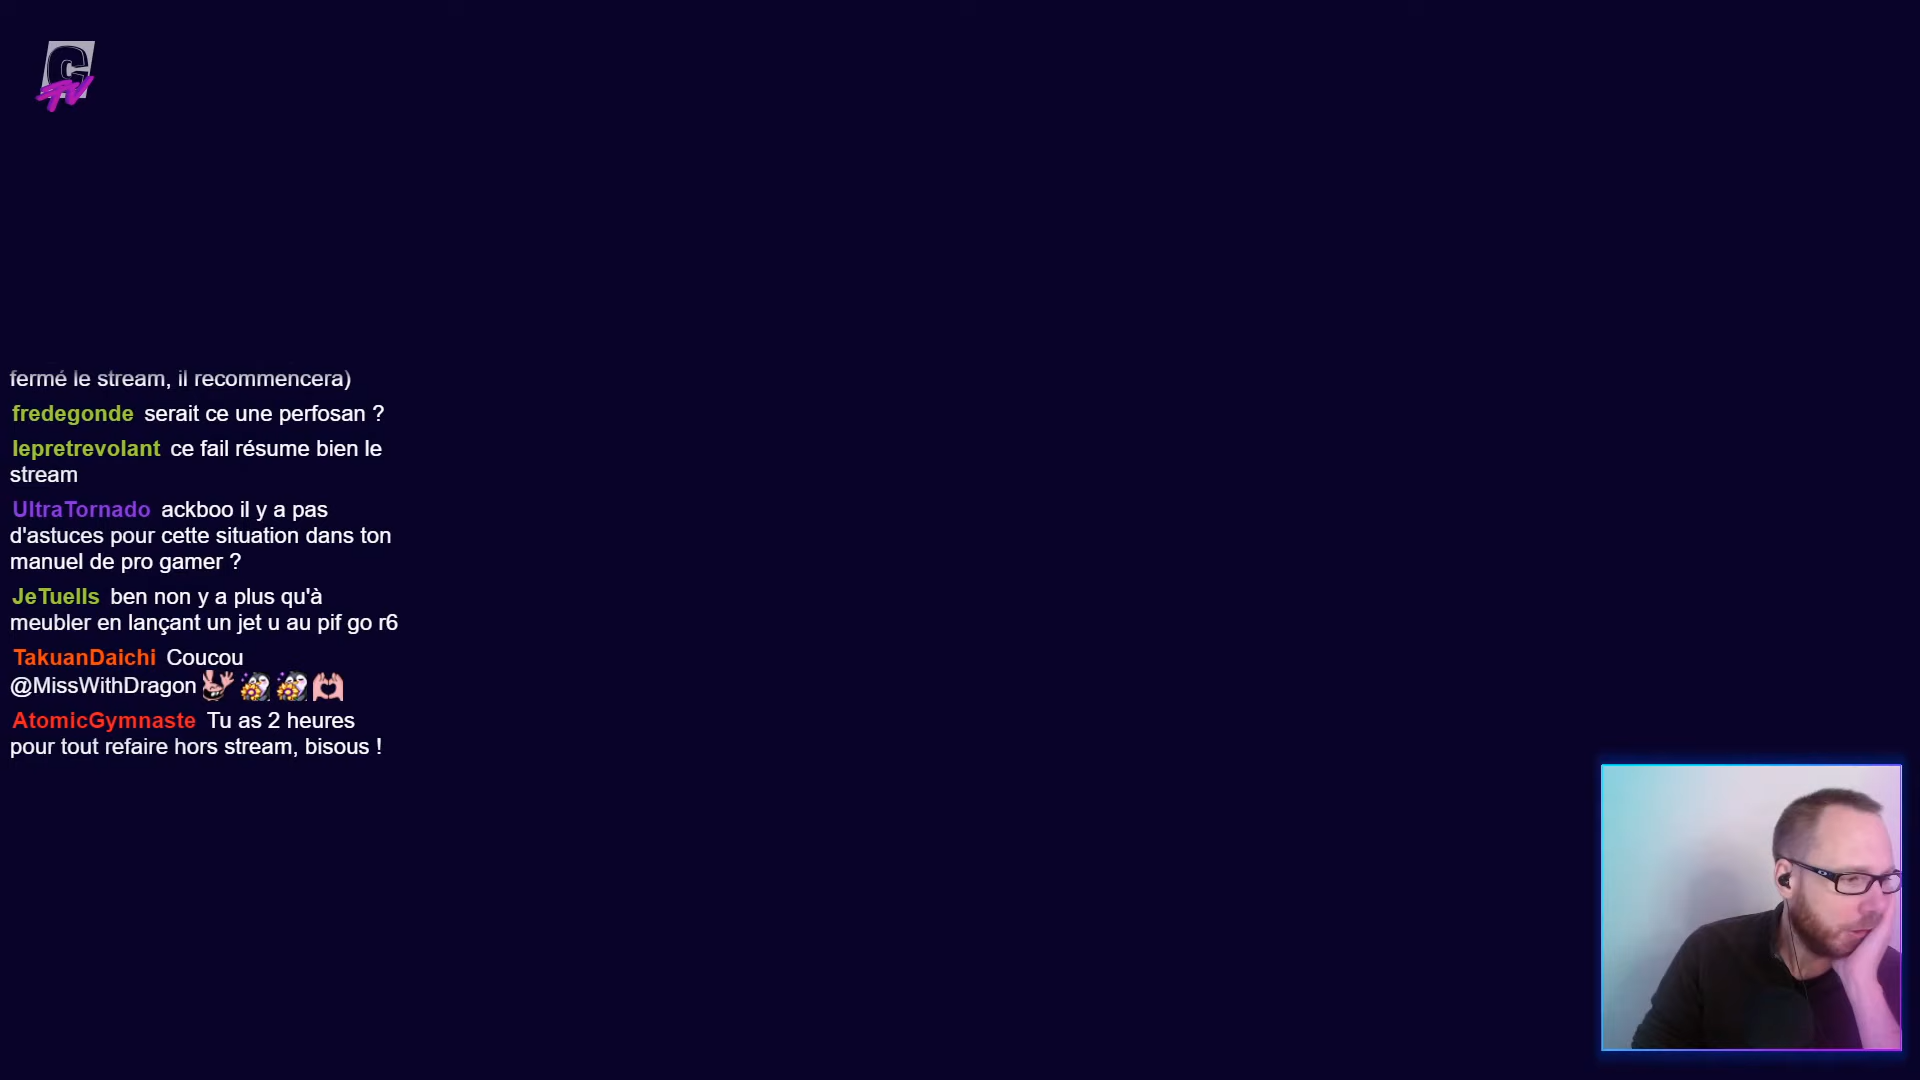 C
TV
fermé le stream, il recommencera)
fredegonde serait ce une perfosan ?
lepretrevolant ce fail résume bien le
stream
UltraTornado ackboo il y a pas
d'astuces pour cette situation dans ton
manuel de pro gamer ?
JeTuells ben non y a plus qu'à
meubler en lançant un jet u au pif go r6
TakuanDaichi Coucou
@MissWithDragon
AtomicGymnaste Tu as 2 heures
pour tout refaire hors stream, bisous !